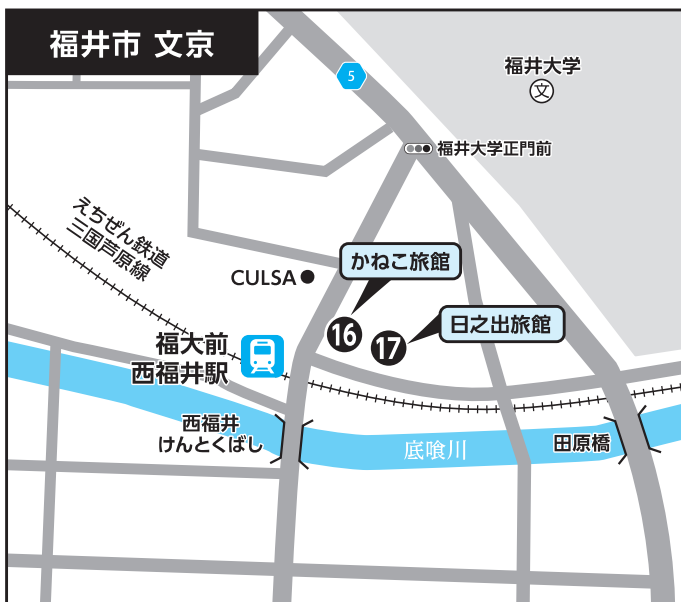 福井市 文京
福井大学
文
5
福井大学正門前
えちぜん鉄道
三国芦原線
かねこ旅館
CULSA
16
日之出旅館
17
福大前
西福井駅
西福井
けんとくばし
底喰川
田原橋